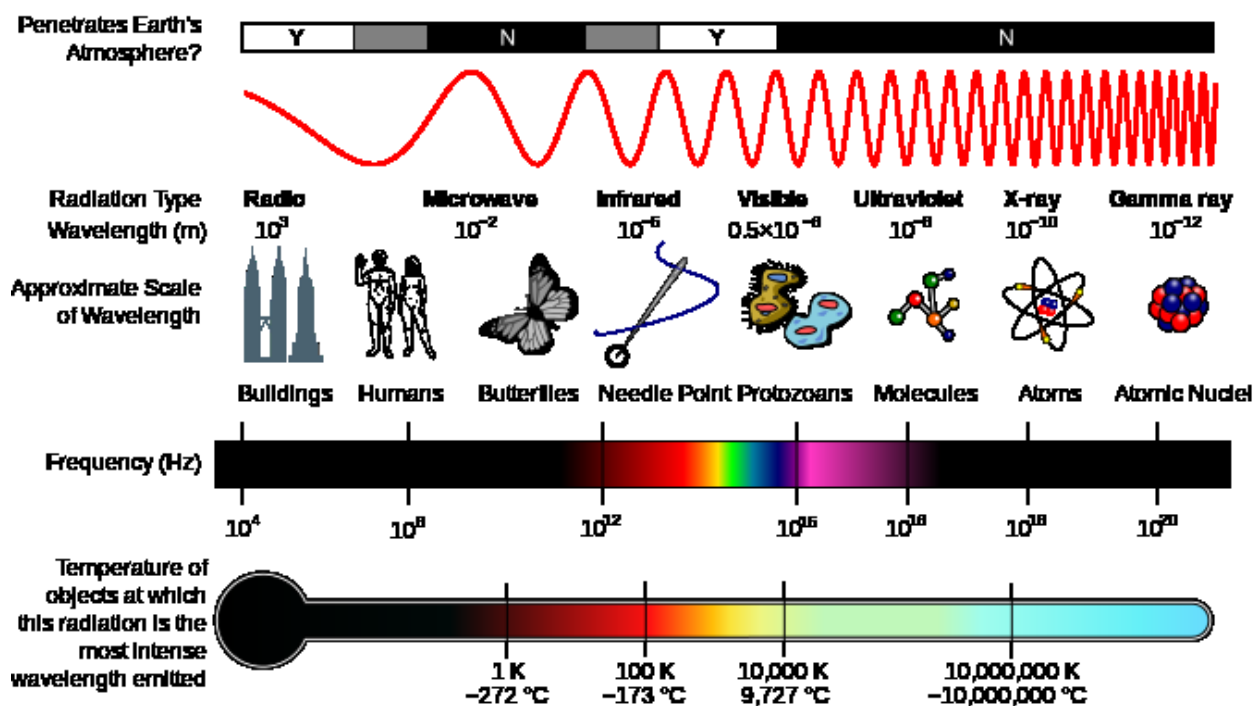 Penetrates Earth's
Atmosphere?
Y N Y N
Radiation Type
Radio Microwave Infrared Visible Ultraviolet X-ray Gamma ray
Wavelength (m)
10³ 10⁻² 10⁻⁵ 0.5×10⁻⁶ 10⁻⁸ 10⁻¹⁰ 10⁻¹²
Approximate Scale
of Wavelength
Buildings Humans Butterflies Needle Point Protozoans Molecules Atoms Atomic Nuclei
Frequency (Hz)
10⁴ 10⁸ 10¹² 10¹⁵ 10¹⁶ 10¹⁸ 10²⁰
Temperature of
objects at which
this radiation is the
most intense
wavelength emitted
1 K 100 K 10,000 K 10,000,000 K
−272 °C −173 °C 9,727 °C ~10,000,000 °C